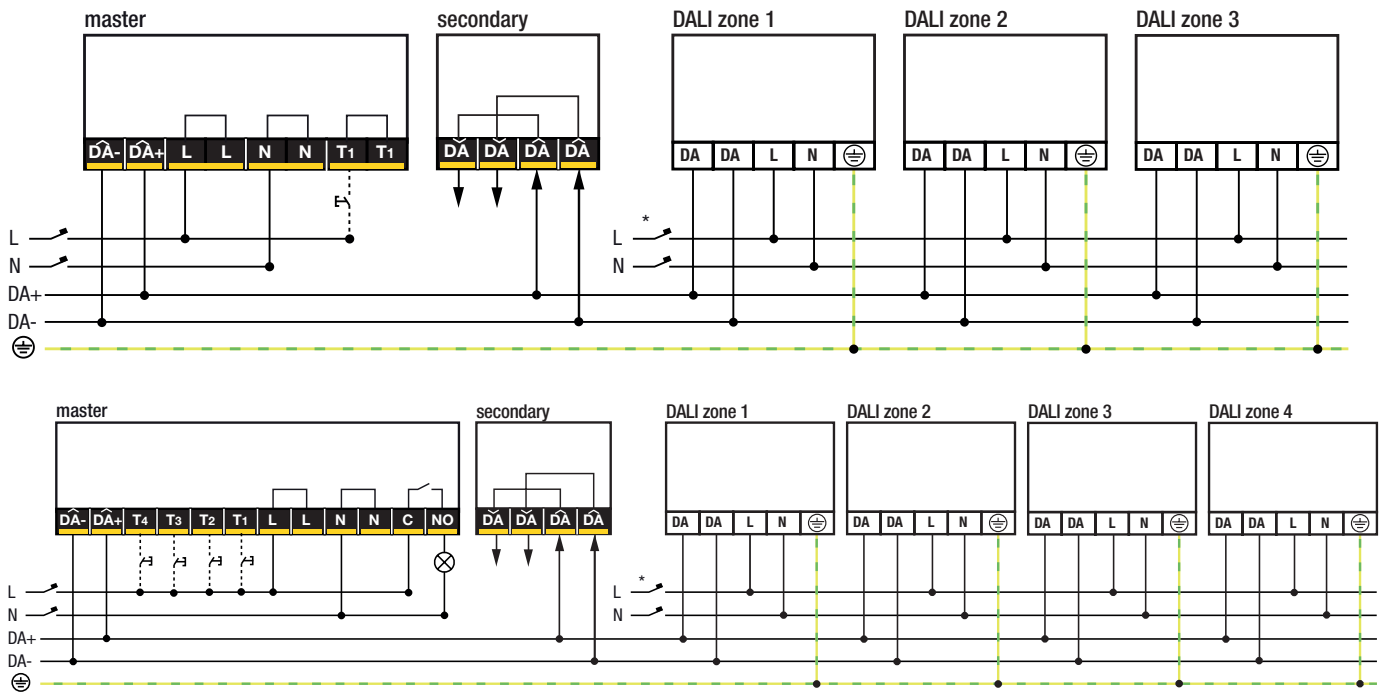 master secondary DALI zone 1 DALI zone 2 DALI zone 3
DA- DA+ L L N N T1 T1 DA DA DA DA DA DA L N DA DA L N DA DA L N
*
L L
N N
DA+
DA-
master secondary DALI zone 1 DALI zone 2 DALI zone 3 DALI zone 4
DA- DA+ T4 T3 T2 T1 L L N N C NO DA DA DA DA DA DA L N DA DA L N DA DA L N DA DA L N
*
L L
N N
DA+
DA-